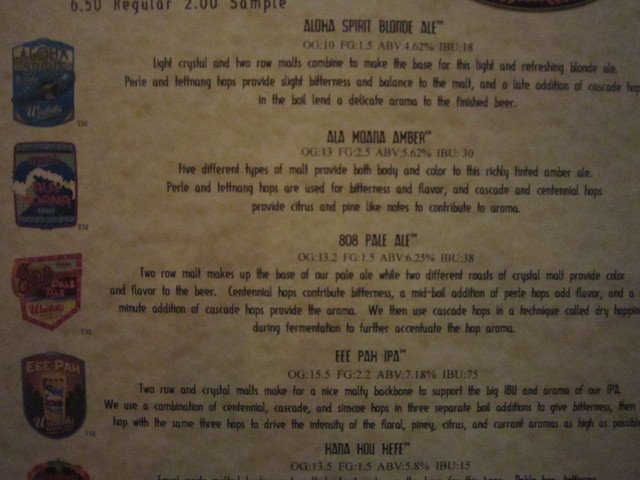 6.50 Regular 2.00 Sample
ALOHA SPIRIT BLONDE ALE™
OG:10 FG:1.5 ABV:4.62% IBU:18
Light crystal and two row malts combine to make the base for this light and refreshing blonde ale.
Perle and tettnang hops provide slight bitterness and balance to the malt, and a late addition of cascade hop
in the boil lend a delicate aroma to the finished beer.
ALA MOANA AMBER™
OG:13 FG:2.5 ABV:5.62% IBU: 30
Five different types of malt provide both body and color to this richly tinted amber ale.
Perle and tettnang hops are used for bitterness and flavor, and cascade and centennial hops
provide citrus and pine like notes to contribute to aroma.
808 PALE ALE™
OG:13.2 FG:1.5 ABV:6.25% IBU:38
Two row malt makes up the base of our pale ale while two different roasts of crystal malt provide color
and flavor to the beer. Centennial hops contribute bitterness, a mid-boil addition of perle hops add flavor, and a
minute addition of cascade hops provide the aroma. We then use cascade hops in a technique called dry hoppin
during fermentation to further accentuate the hop aroma.
EEE PAH IPA™
OG:15.5 FG:2.2 ABV:7.18% IBU:75
Two row and crystal malts make for a nice malty backbone to support the big IBU and aroma of our IPA.
We use a combination of centennial, cascade, and simcoe hops in three separate boil additions to give bitterness, then
hop with the same three hops to drive the intensity of the floral, piney, citrus, and currant aromas as high as possibl
HANA HOU HEFE™
OG:13.5 FG:1.5 ABV:5.8% IBU:15
ALOHA
Waikiki
TM
ALA
MOANA
TM
Waikiki
TM
EEE PAH
Waikiki
TM